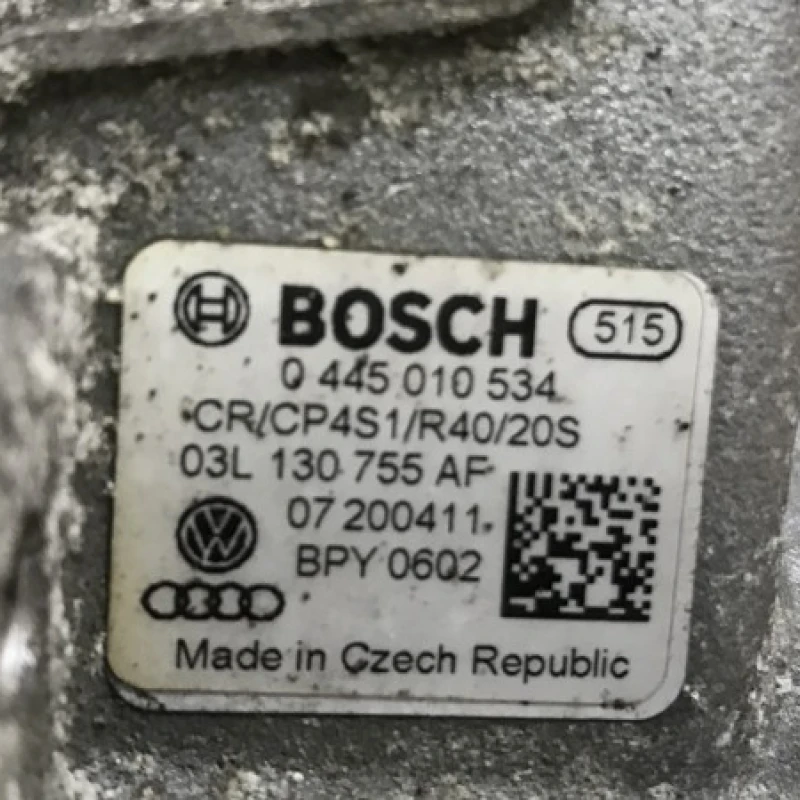 BOSCH 515
0 445 010 534
CR/CP4S1/R40/20S
03L 130 755 AF
07 200411
BPY 0602
Made in Czech Republic